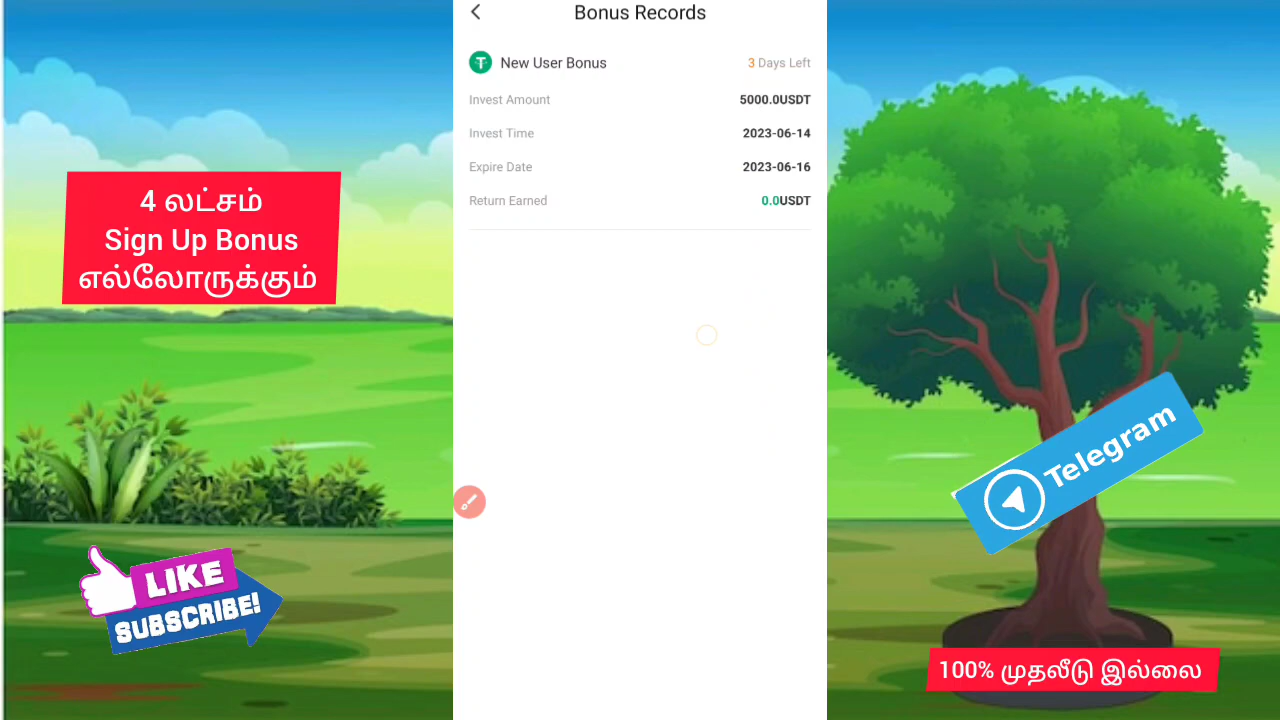 4 லட்சம்
Sign Up Bonus
எல்லோருக்கும்
LIKE
SUBSCRIBE!
Bonus Records
New User Bonus 3 Days Left
Invest Amount 5000.0USDT
Invest Time 2023-06-14
Expire Date 2023-06-16
Return Earned 0.0USDT
Telegram
100% முதலீடு இல்லை